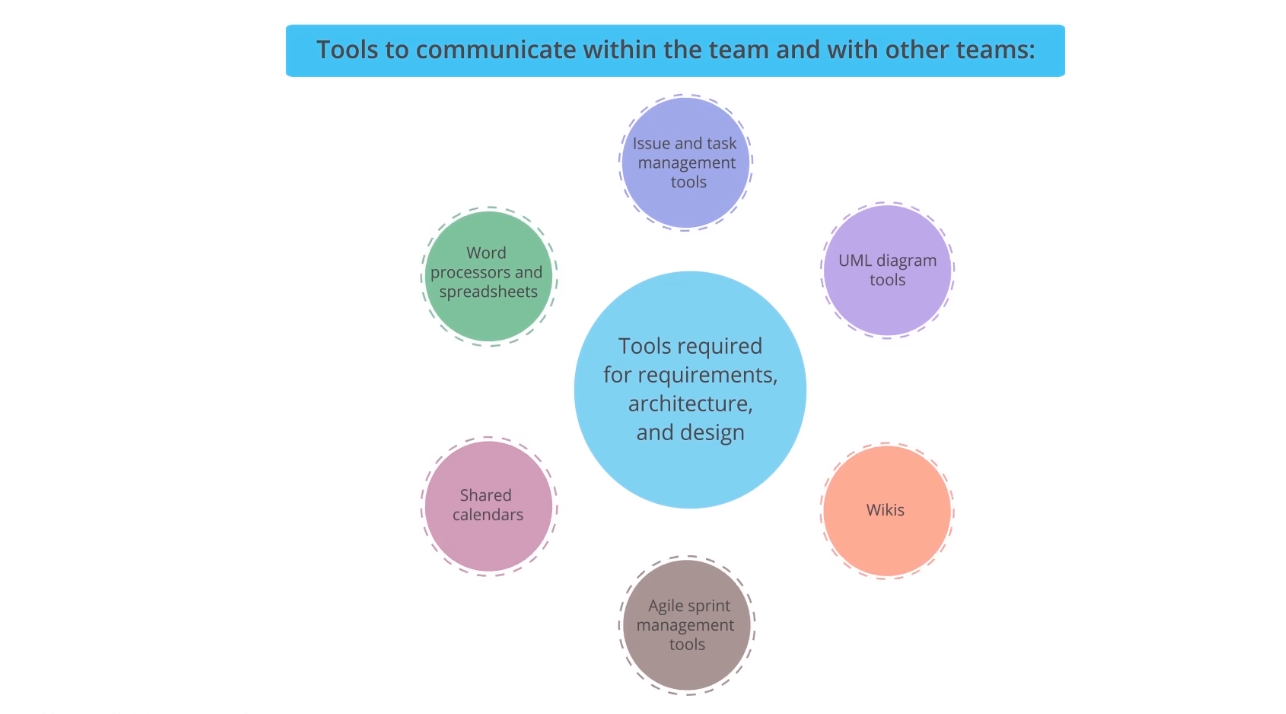 Tools to communicate within the team and with other teams:
Issue and task
management
tools
UML diagram
tools
Wikis
Agile sprint
management
tools
Shared
calendars
Word
processors and
spreadsheets
Tools required
for requirements,
architecture,
and design